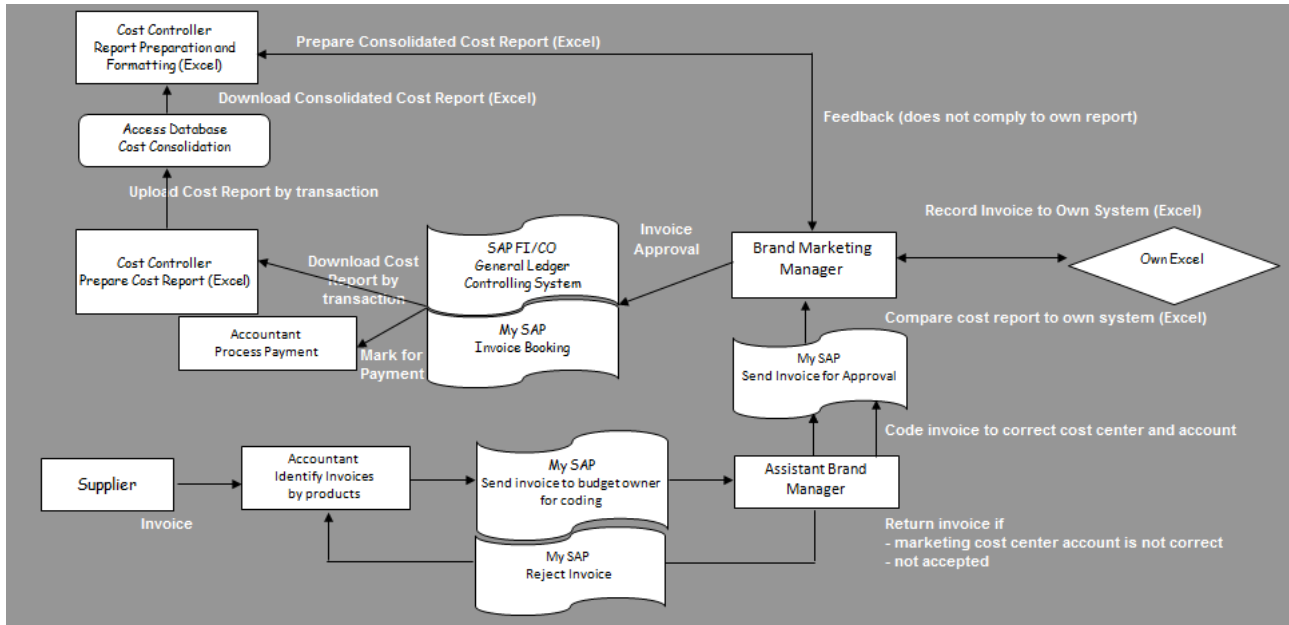 Cost Controller
Report Preparation and
Formatting (Excel)
Prepare Consolidated Cost Report (Excel)
Download Consolidated Cost Report (Excel)
Feedback (does not comply to own report)
Access Database
Cost Consolidation
Upload Cost Report by transaction
Record Invoice to Own System (Excel)
Invoice
Approval
SAP FI/CO
General Ledger
Controlling System
Brand Marketing
Manager
Own Excel
Cost Controller
Prepare Cost Report (Excel)
Download Cost
Report by
transaction
Compare cost report to own system (Excel)
Accountant
Process Payment
Mark for
Payment
My SAP
Invoice Booking
My SAP
Send Invoice for Approval
Code invoice to correct cost center and account
Supplier
Invoice
Accountant
Identify Invoices
by products
My SAP
Send invoice to budget owner
for coding
Assistant Brand
Manager
Return invoice if
- marketing cost center account is not correct
- not accepted
My SAP
Reject Invoice